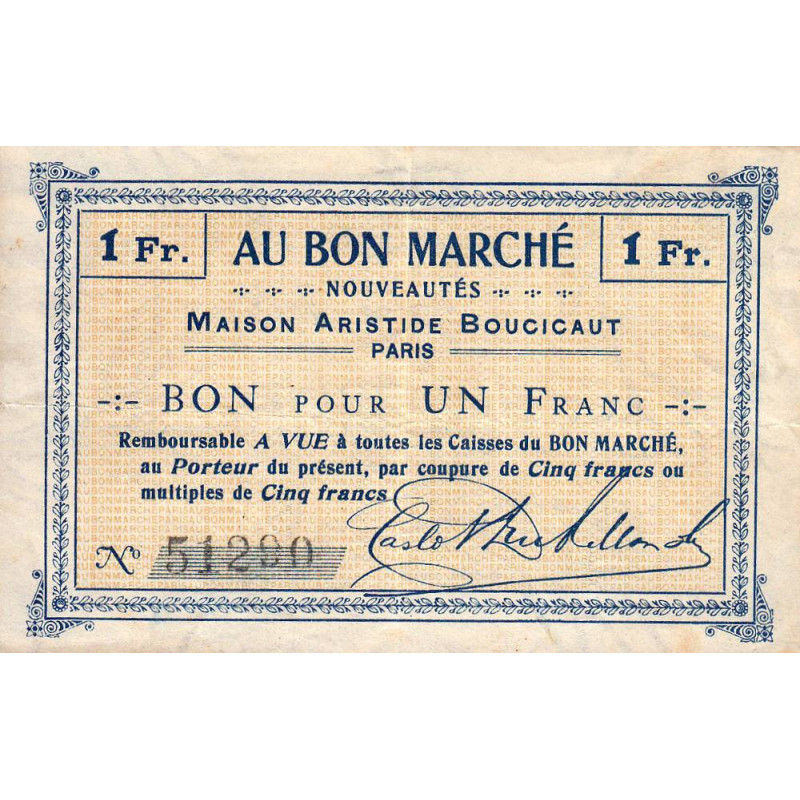 1 Fr. AU BON MARCHÉ 1 Fr.
NOUVEAUTÉS
MAISON ARISTIDE BOUCICAUT
PARIS
-:- BON POUR UN FRANC -:-
Remboursable A VUE à toutes les Caisses du BON MARCHÉ,
au Porteur du présent, par coupure de Cinq francs ou
multiples de Cinq francs
No 51290